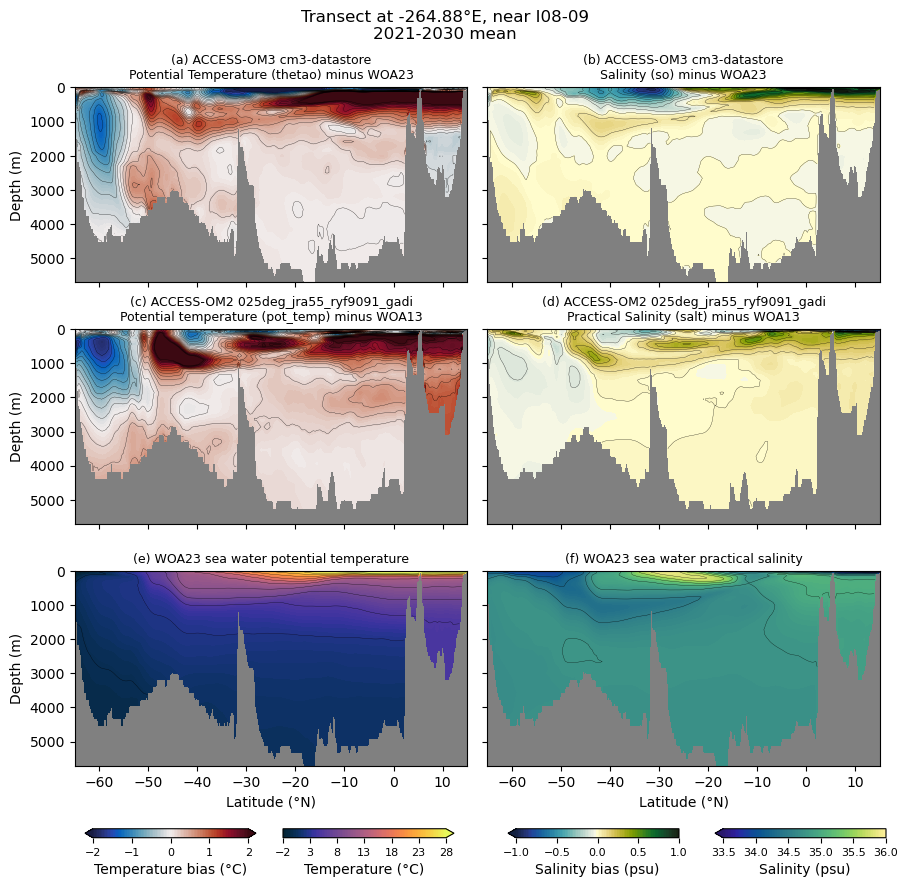 Transect at -264.88°E, near I08-09
2021-2030 mean
(a) ACCESS-OM3 cm3-datastore
Potential Temperature (thetao) minus WOA23
(b) ACCESS-OM3 cm3-datastore
Salinity (so) minus WOA23
0
1000
2000
3000
4000
5000
Depth (m)
(c) ACCESS-OM2 025deg_jra55_ryf9091_gadi
Potential temperature (pot_temp) minus WOA13
(d) ACCESS-OM2 025deg_jra55_ryf9091_gadi
Practical Salinity (salt) minus WOA13
0
1000
2000
3000
4000
5000
Depth (m)
(e) WOA23 sea water potential temperature
(f) WOA23 sea water practical salinity
0
1000
2000
3000
4000
5000
Depth (m)
−60 −50 −40 −30 −20 −10 0 10
−60 −50 −40 −30 −20 −10 0 10
Latitude (°N)
Latitude (°N)
−2 −1 0 1 2
Temperature bias (°C)
−2 3 8 13 18 23 28
Temperature (°C)
−1.0 −0.5 0.0 0.5 1.0
Salinity bias (psu)
33.5 34.0 34.5 35.0 35.5 36.0
Salinity (psu)